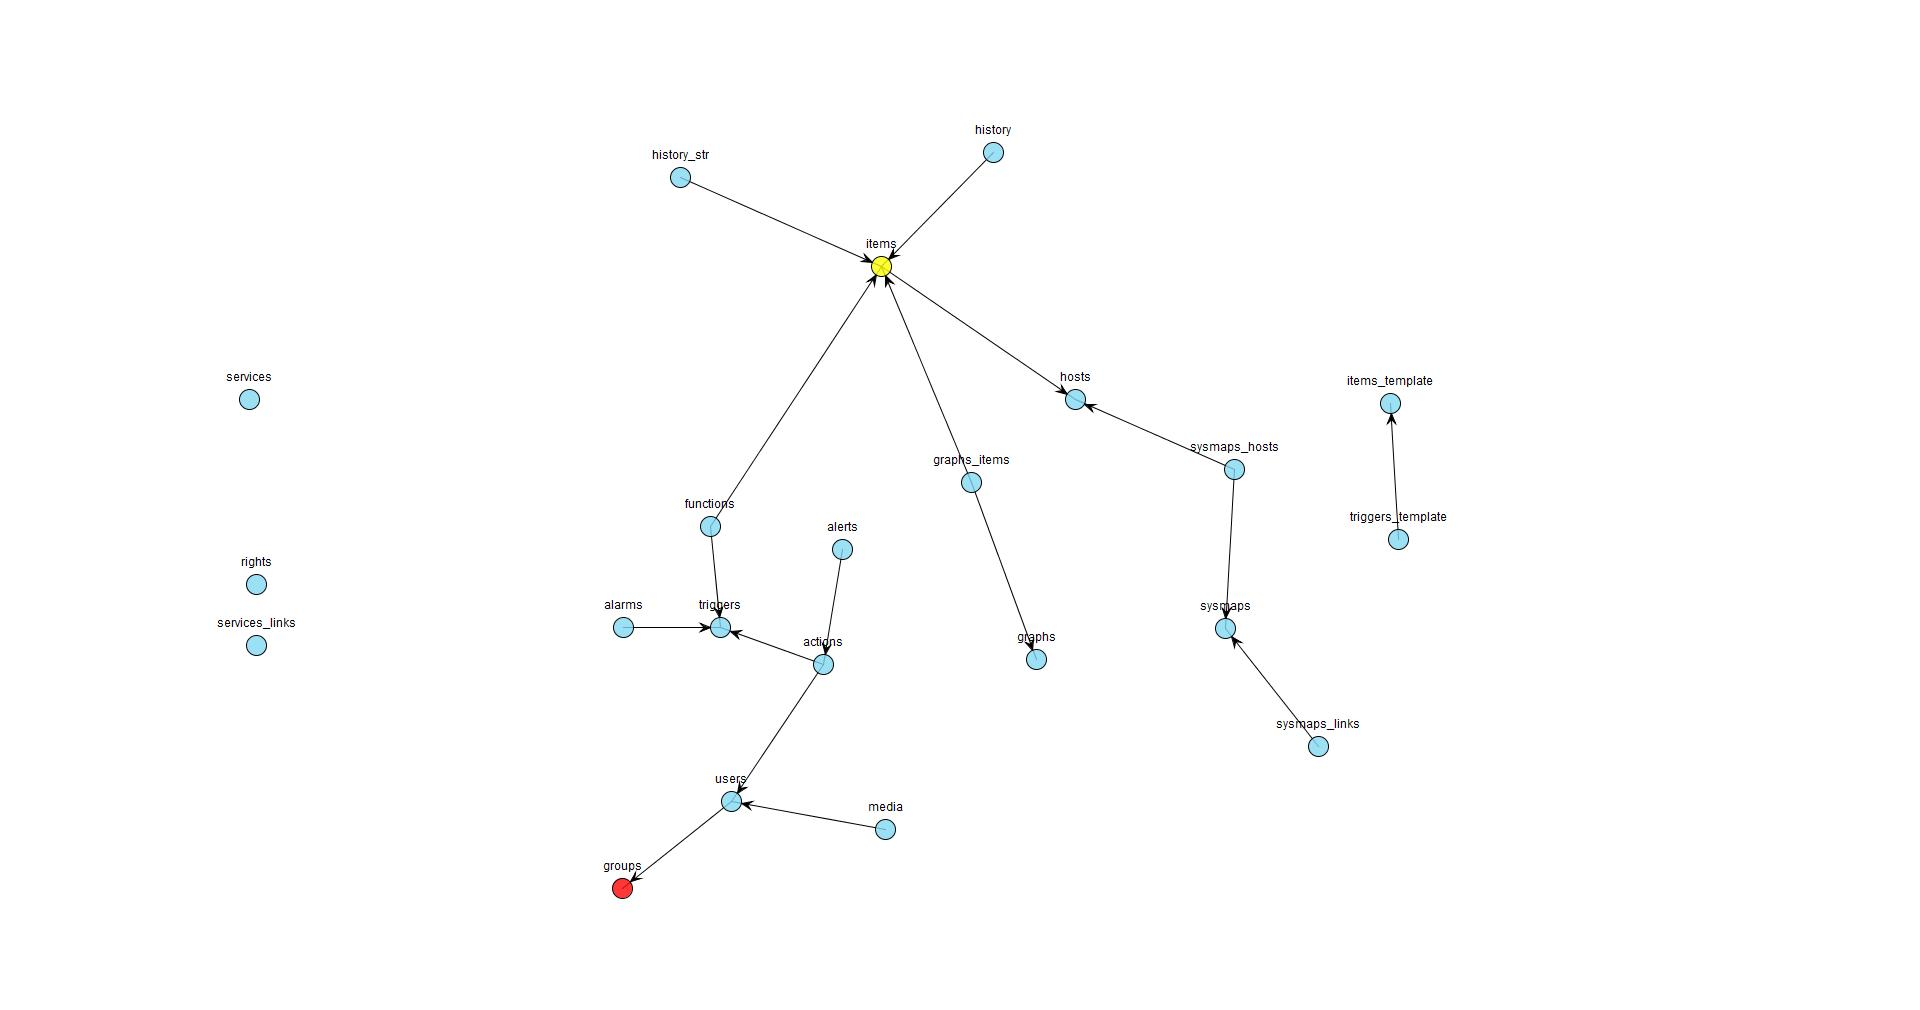 history
history_str
items
services
hosts
items_template
sysmaps_hosts
graphs_items
functions
triggers_template
alerts
rights
alarms
triggers
sysmaps
services_links
graphs
actions
sysmaps_links
users
media
groups